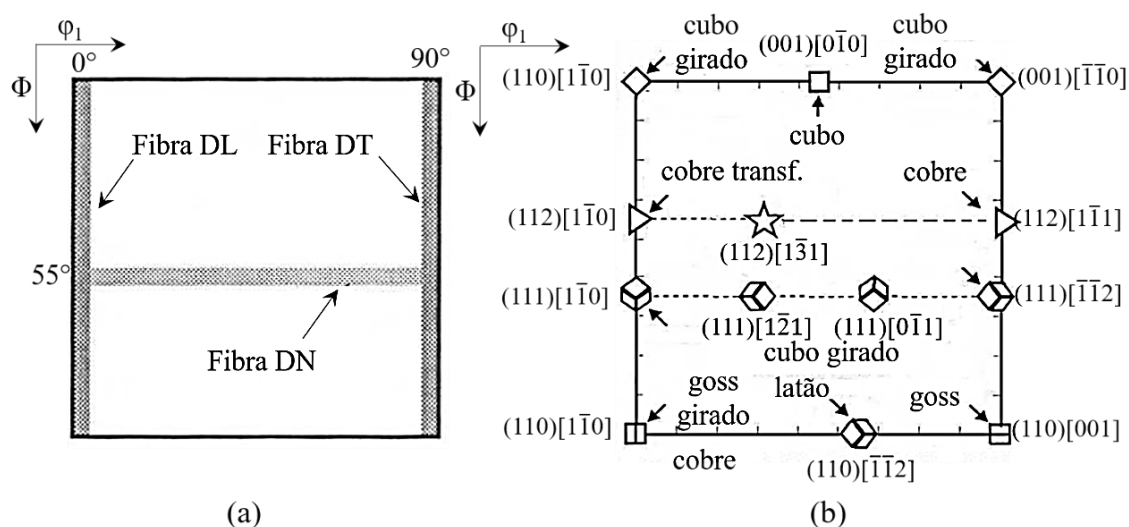 φ₁
0°
90°
Φ
Fibra DL
Fibra DT
55°
Fibra DN
(a)
φ₁
Φ
cubo
girado
(001)[01̅0]
cubo
girado
(110)[11̅0]
(001)[1̅1̅0]
cubo
cobre transf.
cobre
(112)[11̅0]
(112)[11̅1]
(112)[13̅1]
(111)[11̅0]
(111)[1̅1̅2]
(111)[12̅1]
(111)[01̅1]
cubo girado
goss
girado
latão
goss
(110)[11̅0]
(110)[001]
cobre
(110)[1̅1̅2]
(b)